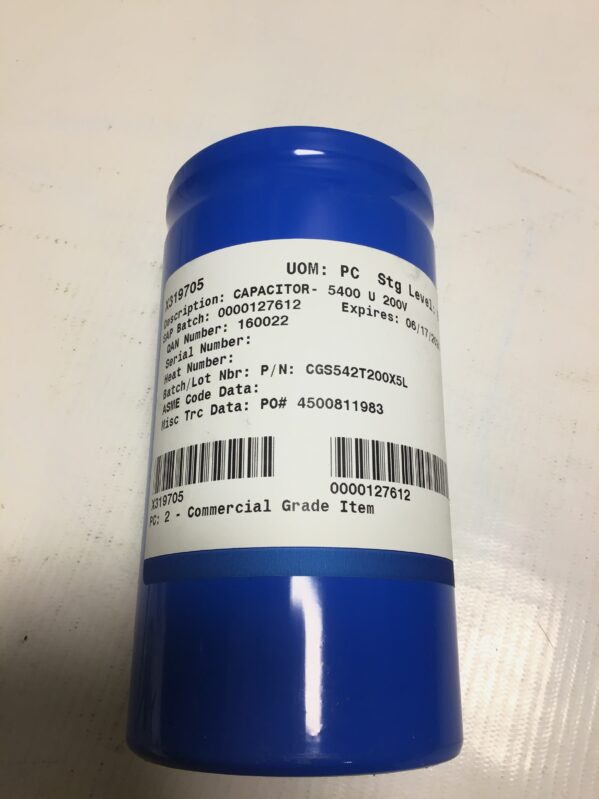 X319705 UOM: PC Stg Level:
Description: CAPACITOR- 5400 U 200V
SAP Batch: 0000127612 Expires: 06/17/
QAN Number: 160022
Serial Number:
Heat Number:
Batch/Lot Nbr: P/N: CGS542T200X5L
ASME Code Data:
Misc Trc Data: PO# 4500811983
X319705 0000127612
PC: 2 - Commercial Grade Item